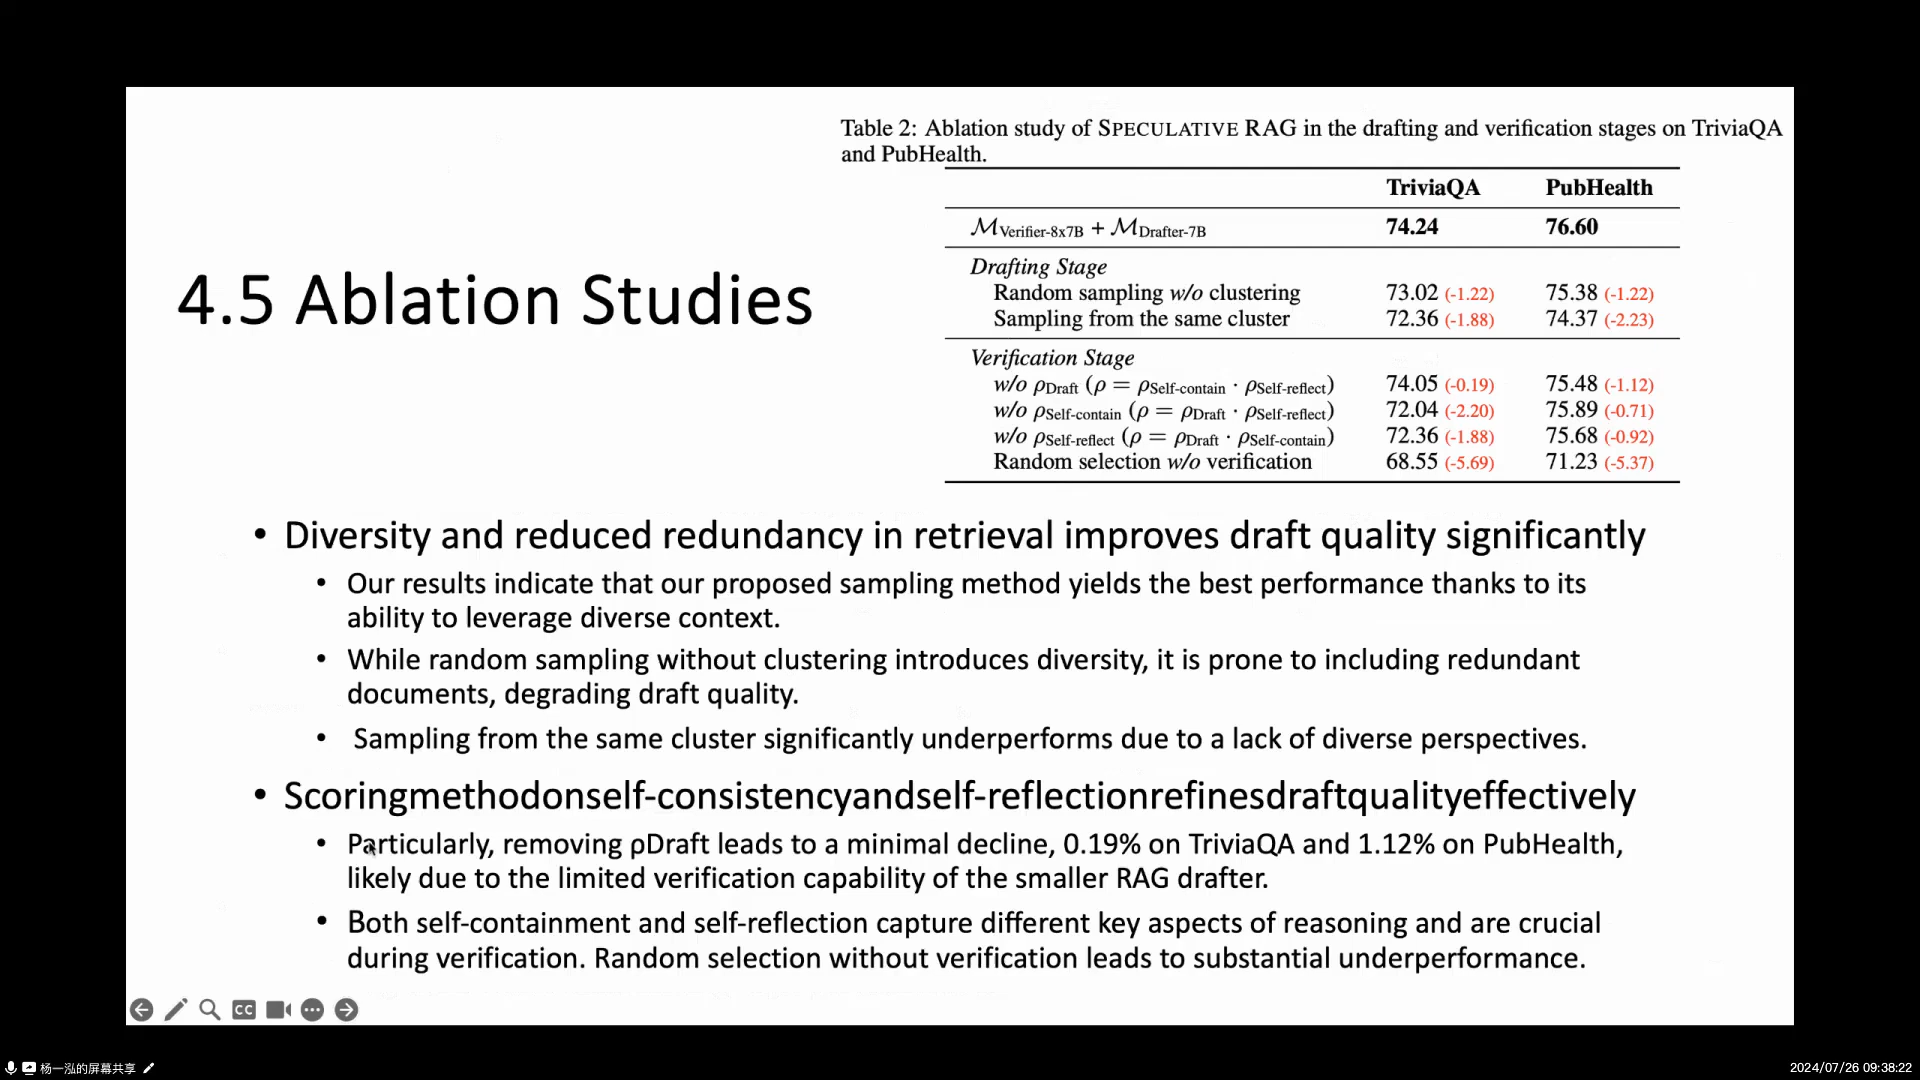 Table 2: Ablation study of SPECULATIVE RAG in the drafting and verification stages on TriviaQA
and PubHealth.
TriviaQA PubHealth
M Verifier-8x7B + M Drafter-7B 74.24 76.60
Drafting Stage
Random sampling w/o clustering 73.02 (-1.22) 75.38 (-1.22)
Sampling from the same cluster 72.36 (-1.88) 74.37 (-2.23)
Verification Stage
w/o ρDraft (ρ = ρSelf-contain · ρSelf-reflect) 74.05 (-0.19) 75.48 (-1.12)
w/o ρSelf-contain (ρ = ρDraft · ρSelf-reflect) 72.04 (-2.20) 75.89 (-0.71)
w/o ρSelf-reflect (ρ = ρDraft · ρSelf-contain) 72.36 (-1.88) 75.68 (-0.92)
Random selection w/o verification 68.55 (-5.69) 71.23 (-5.37)
4.5 Ablation Studies
• Diversity and reduced redundancy in retrieval improves draft quality significantly
• Our results indicate that our proposed sampling method yields the best performance thanks to its
ability to leverage diverse context.
• While random sampling without clustering introduces diversity, it is prone to including redundant
documents, degrading draft quality.
• Sampling from the same cluster significantly underperforms due to a lack of diverse perspectives.
• Scoringmethodonself-consistencyandself-reflectionrefinesdraftqualityeffectively
• Particularly, removing ρDraft leads to a minimal decline, 0.19% on TriviaQA and 1.12% on PubHealth,
likely due to the limited verification capability of the smaller RAG drafter.
• Both self-containment and self-reflection capture different key aspects of reasoning and are crucial
during verification. Random selection without verification leads to substantial underperformance.
CC
杨一泓的屏幕共享
2024/07/26 09:38:22